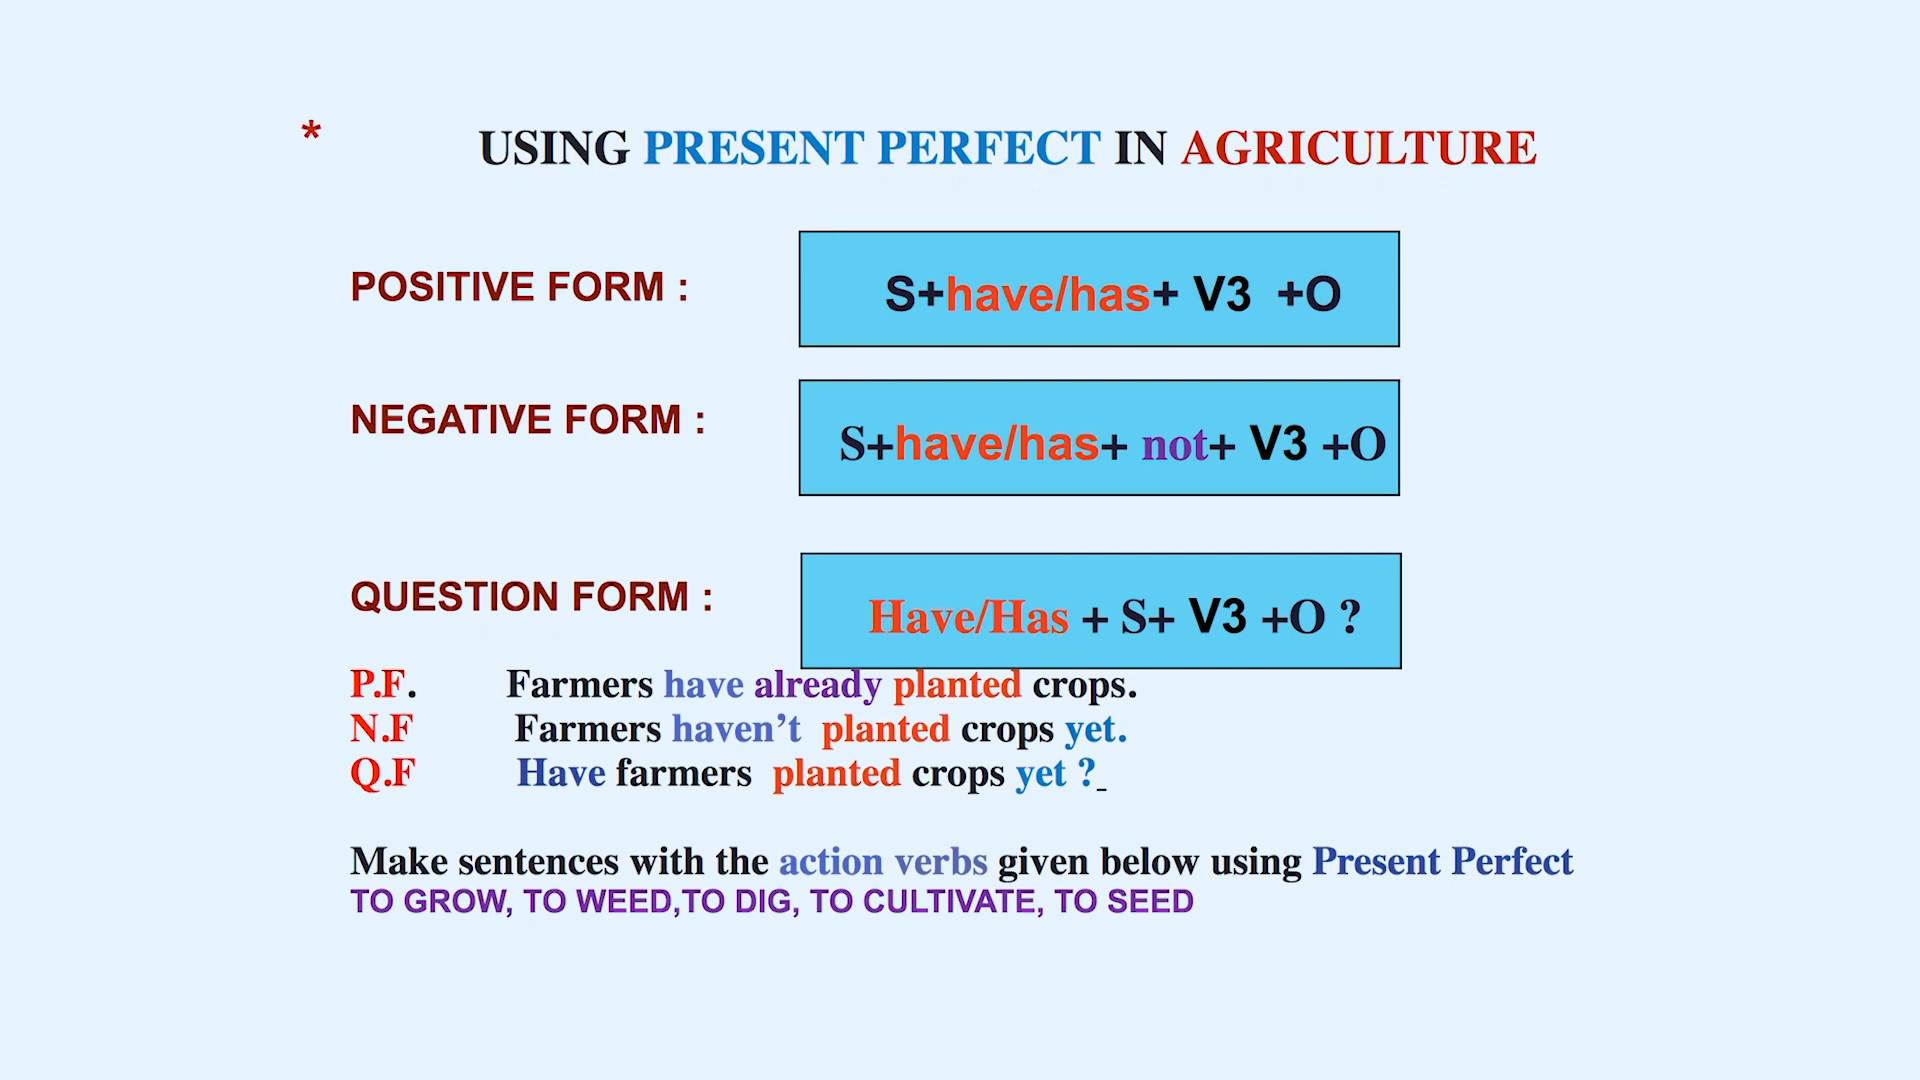 * USING PRESENT PERFECT IN AGRICULTURE
POSITIVE FORM : S+have/has+ V3 +O
NEGATIVE FORM : S+have/has+ not+ V3 +O
QUESTION FORM : Have/Has + S+ V3 +O ?
P.F. Farmers have already planted crops.
N.F Farmers haven’t planted crops yet.
Q.F Have farmers planted crops yet ?_
Make sentences with the action verbs given below using Present Perfect
TO GROW, TO WEED,TO DIG, TO CULTIVATE, TO SEED